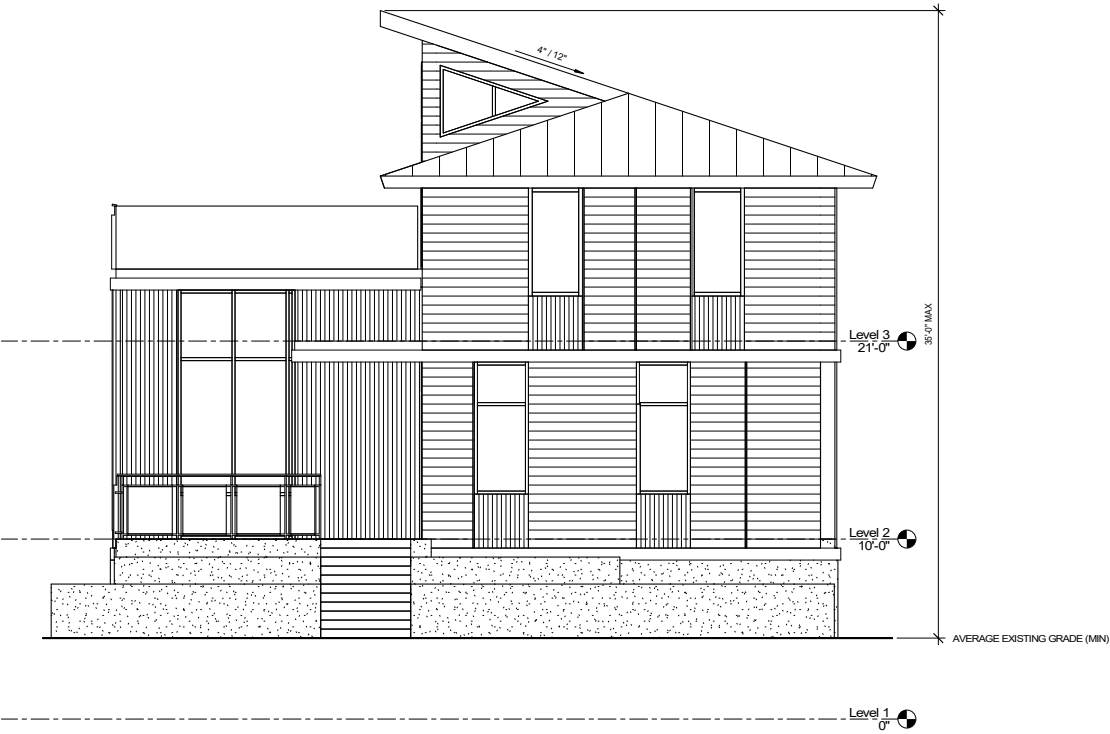 4" / 12"
35'-0" MAX
Level 3
21'-0"
Level 2
10'-0"
AVERAGE EXISTING GRADE (MIN)
Level 1
0"